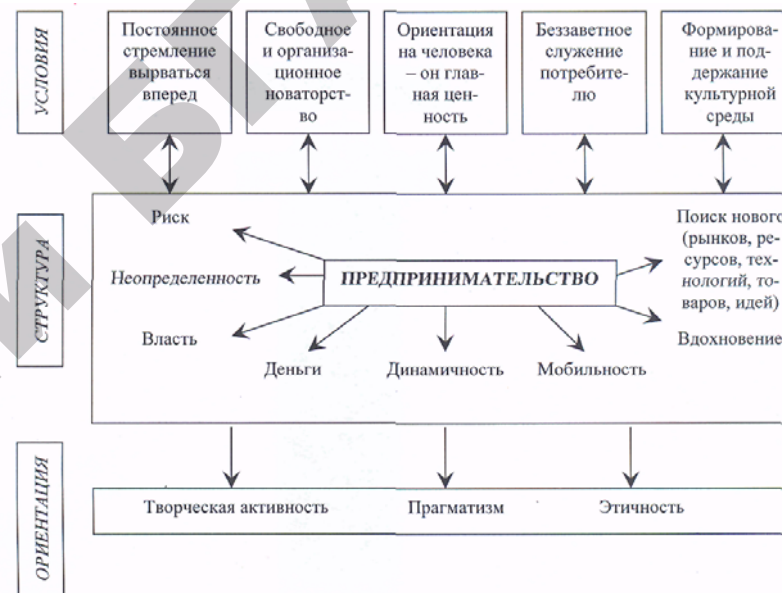 УСЛОВИЯ
Постоянное
стремление
вырваться
вперед
Свободное
и организа-
ционное
новаторст-
во
Ориентация
на человека
– он глав-
ная цен-
ность
Беззаветное
служение
потребите-
лю
Формирова-
ние и под-
держание
культурной
среды
СТРУКТУРА
Риск
Неопределенность
Власть
Деньги
ПРЕДПРИНИМАТЕЛЬСТВО
Динамичность
Мобильность
Поиск нового
(рынков, ре-
сурсов, тех-
нологий, то-
варов, идей)
Вдохновение
ОРИЕНТАЦИЯ
Творческая активность
Прагматизм
Этичность